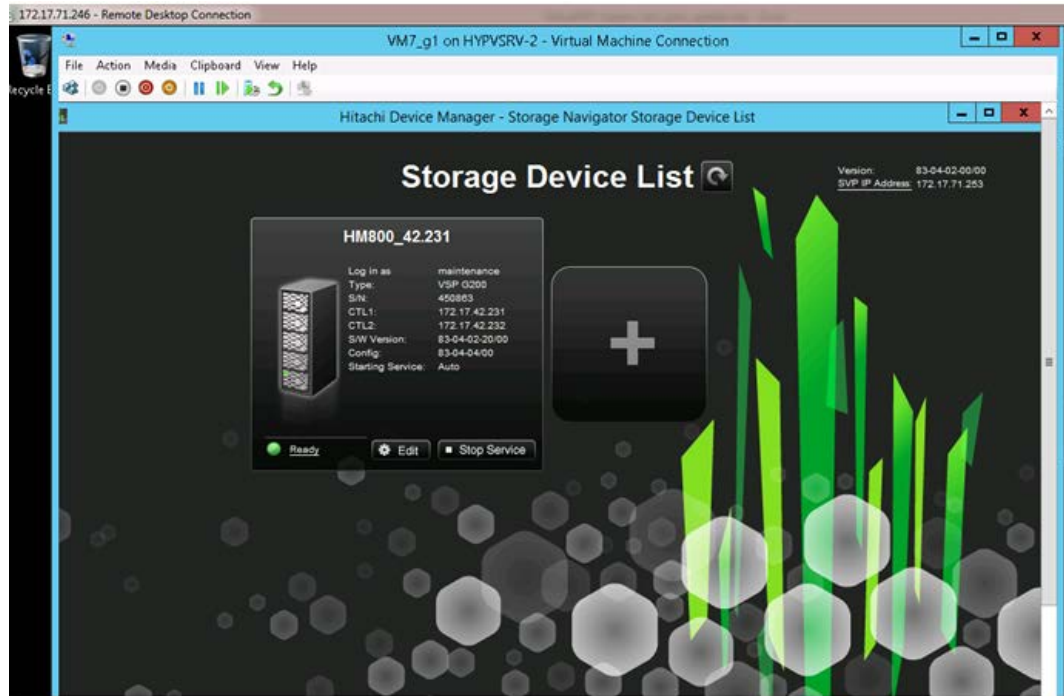 172.17.71.246 - Remote Desktop Connection
VM7_g1 on HYPVSRV-2 - Virtual Machine Connection
File Action Media Clipboard View Help
Hitachi Device Manager - Storage Navigator Storage Device List
Storage Device List
Version: 83-04-02-00/00
SVP IP Address: 172.17.71.253
HM800_42.231
Log in as maintenance
Type: VSP G200
S/N: 450863
CTL1: 172.17.42.231
CTL2: 172.17.42.232
S/W Version: 83-04-02-20/00
Config: 83-04-04/00
Starting Service: Auto
Ready Edit Stop Service